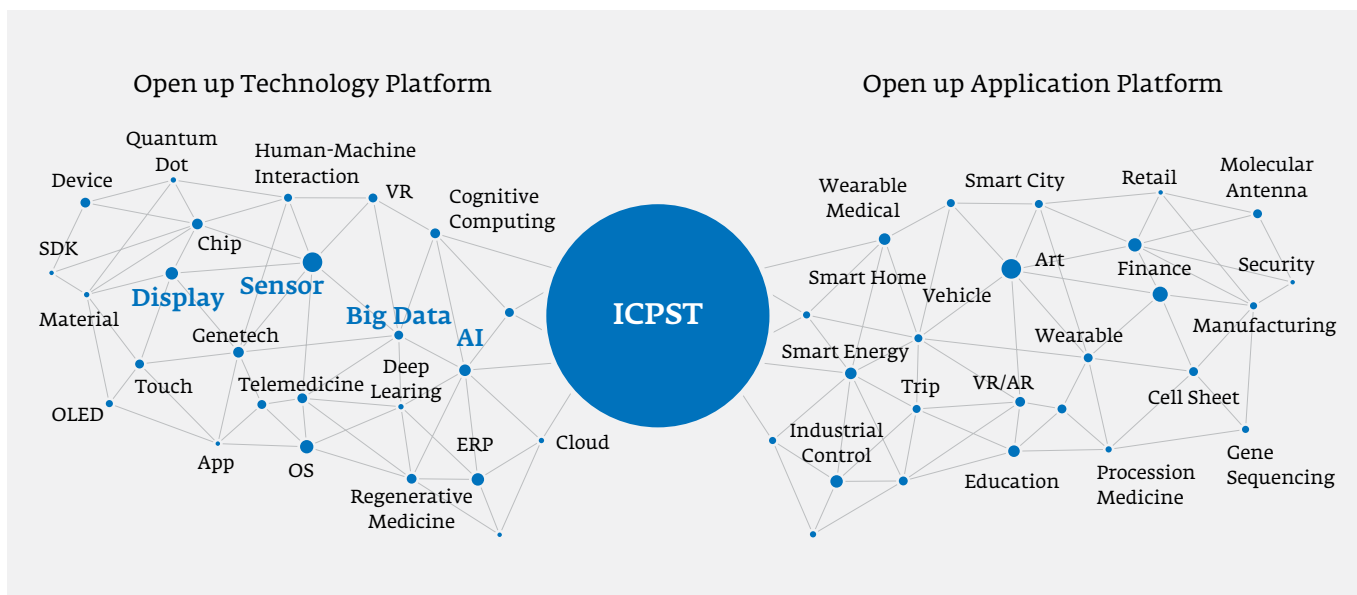 Open up Technology Platform
Open up Application Platform
Quantum
Dot
Human-Machine
Interaction
Device
VR
Cognitive
Computing
SDK
Chip
Display
Sensor
Material
Big Data
AI
Genetech
Touch
Telemedicine
Deep
Learing
OLED
App
OS
ERP
Cloud
Regenerative
Medicine
ICPST
Wearable
Medical
Smart City
Retail
Molecular
Antenna
Art
Smart Home
Finance
Security
Vehicle
Manufacturing
Wearable
Smart Energy
Trip
VR/AR
Cell Sheet
Industrial
Control
Education
Procession
Medicine
Gene
Sequencing